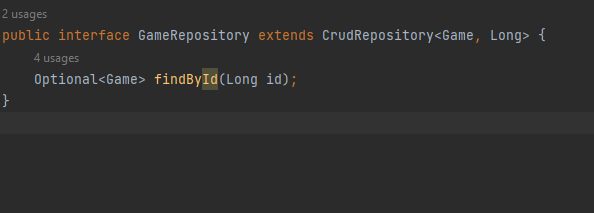 2 usages
public interface GameRepository extends CrudRepository<Game, Long> {
4 usages
Optional<Game> findById(Long id);
}